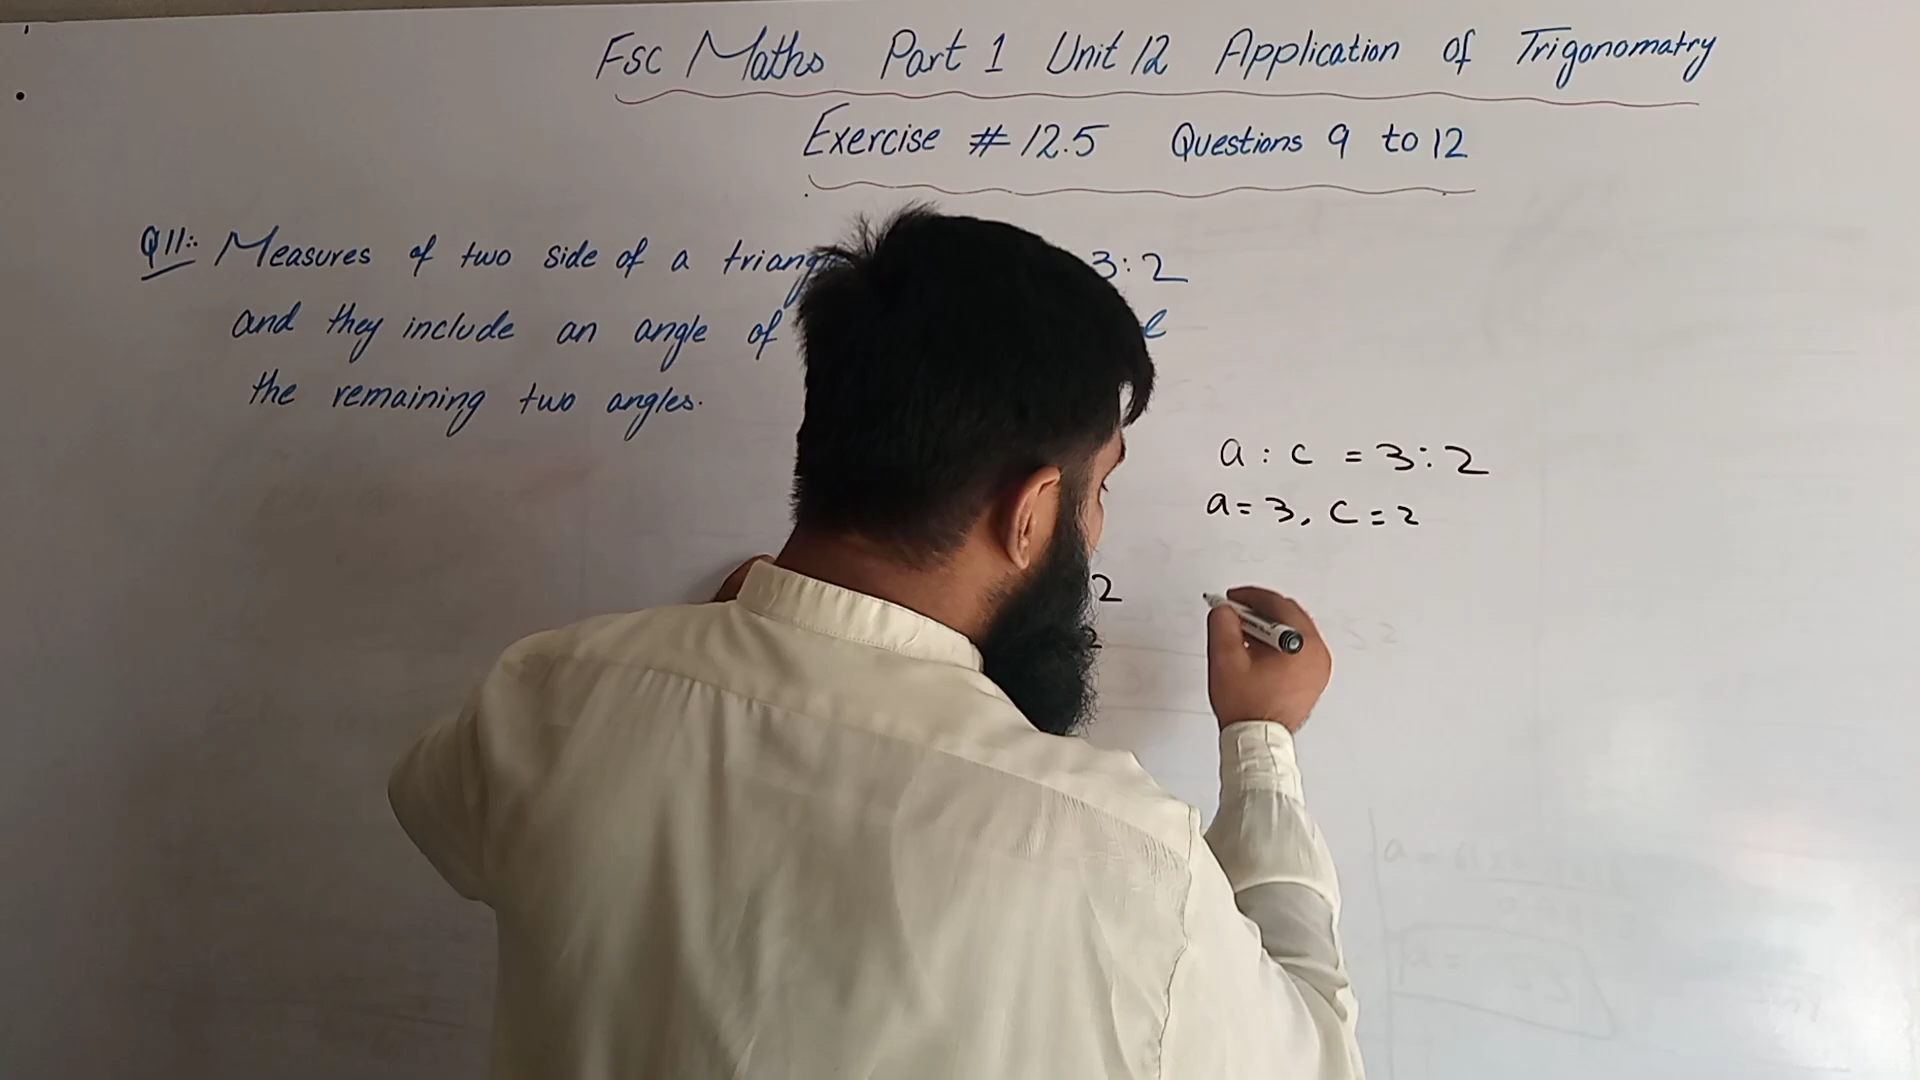 Fsc Maths Part 1 Unit 12 Application of Trigonomatry
Exercise # 12.5 Questions 9 to 12
Q11:. Measures of two side of a 3:2
and they include an angle of
the remaining two angles.
a : c = 3:2
a = 3, c = 2
2